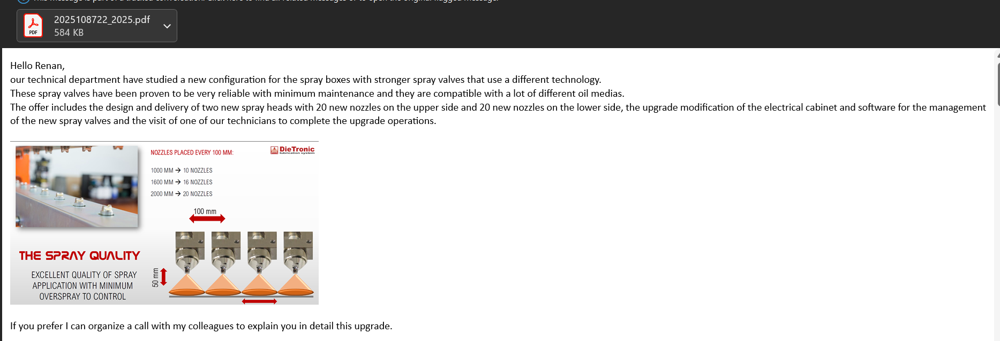 2025108722_2025.pdf
584 KB
PDF
Hello Renan,
our technical department have studied a new configuration for the spray boxes with stronger spray valves that use a different technology.
These spray valves have been proven to be very reliable with minimum maintenance and they are compatible with a lot of different oil medias.
The offer includes the design and delivery of two new spray heads with 20 new nozzles on the upper side and 20 new nozzles on the lower side, the upgrade modification of the electrical cabinet and software for the management
of the new spray valves and the visit of one of our technicians to complete the upgrade operations.
NOZZLES PLACED EVERY 100 MM:
DieTronic
lubrication system
1000 MM → 10 NOZZLES
1600 MM → 16 NOZZLES
2000 MM → 20 NOZZLES
100 mm
THE SPRAY QUALITY
50 mm
EXCELLENT QUALITY OF SPRAY
APPLICATION WITH MINIMUM
OVERSPRAY TO CONTROL
If you prefer I can organize a call with my colleagues to explain you in detail this upgrade.